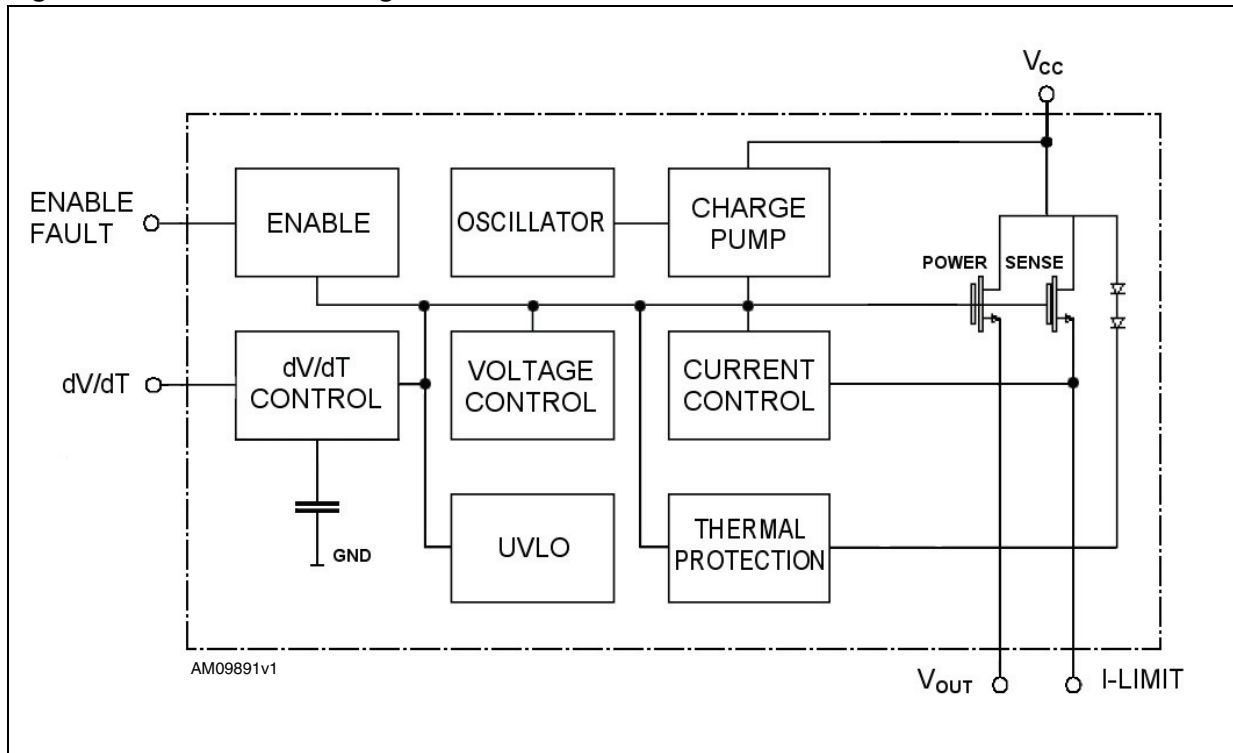 VCC
ENABLE
FAULT
ENABLE
OSCILLATOR
CHARGE
PUMP
POWER
SENSE
dV/dT
dV/dT
CONTROL
VOLTAGE
CONTROL
CURRENT
CONTROL
GND
UVLO
THERMAL
PROTECTION
AM09891v1
VOUT
I-LIMIT